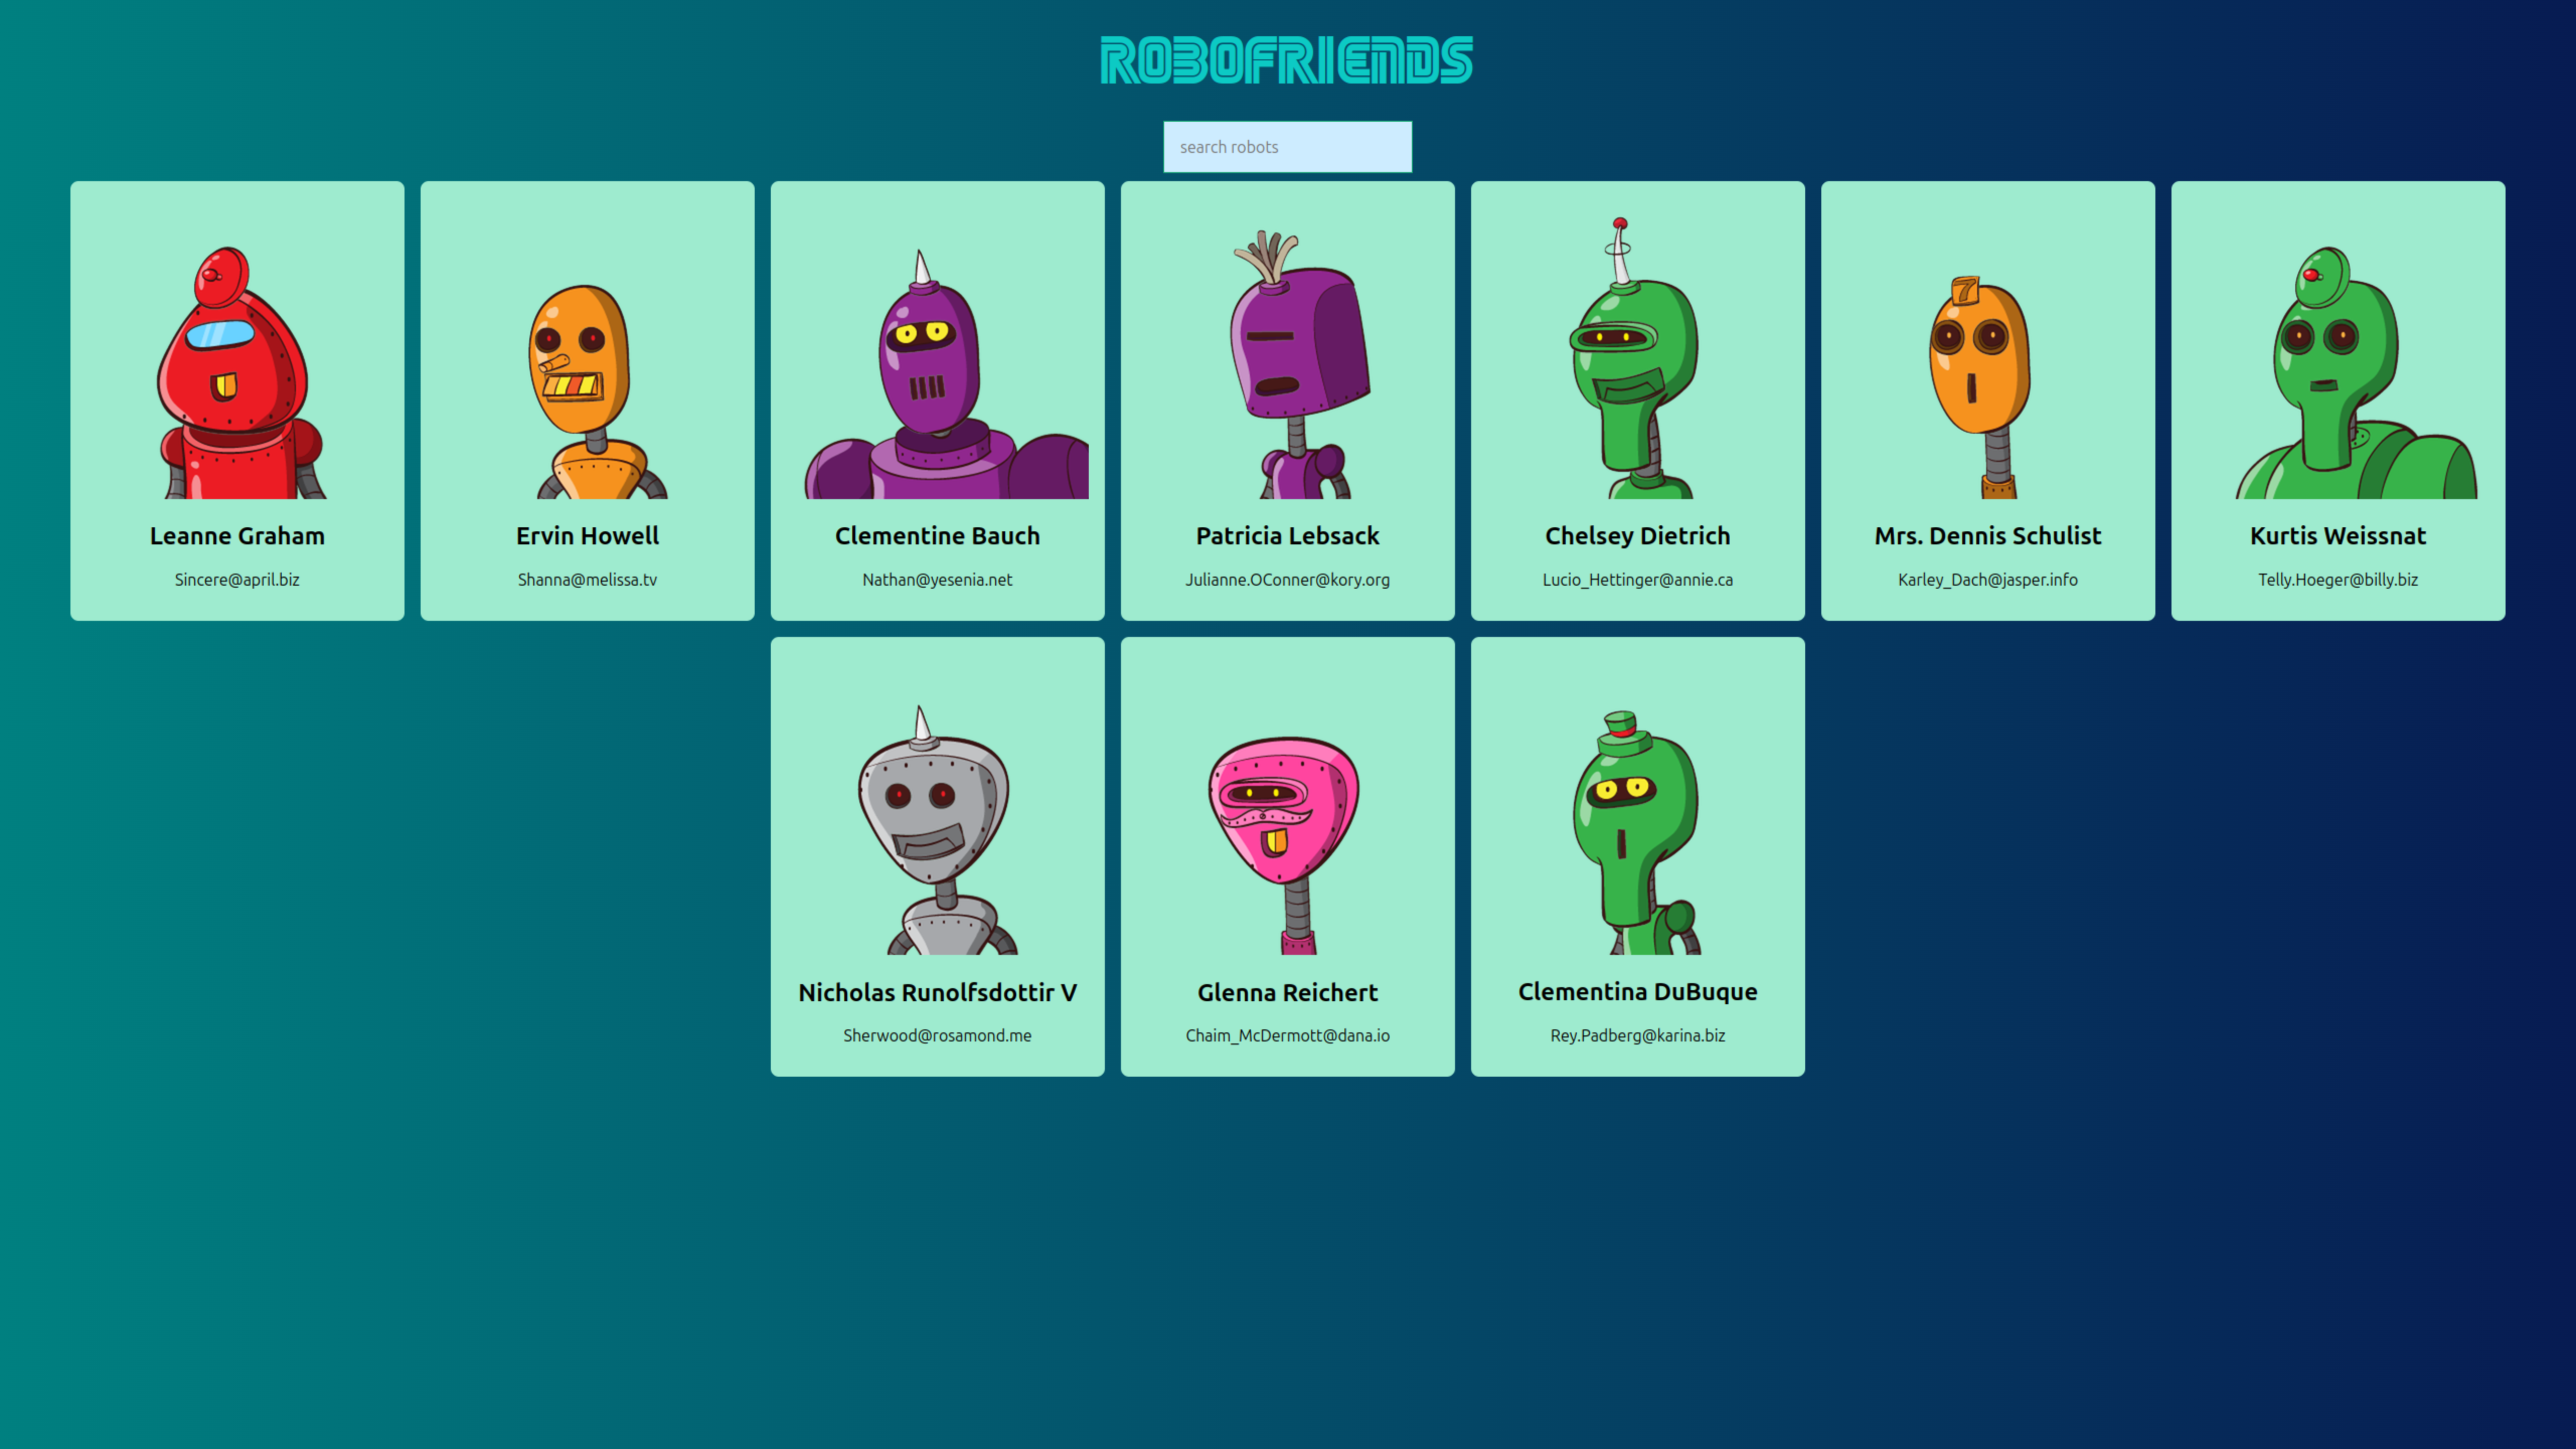 ROBOFRIENDS
search robots
7
Leanne Graham
Sincere@april.biz
Ervin Howell
Shanna@melissa.tv
Clementine Bauch
Nathan@yesenia.net
Patricia Lebsack
Julianne.OConner@kory.org
Chelsey Dietrich
Lucio_Hettinger@annie.ca
Mrs. Dennis Schulist
Karley_Dach@jasper.info
Kurtis Weissnat
Telly.Hoeger@billy.biz
Nicholas Runolfsdottir V
Sherwood@rosamond.me
Glenna Reichert
Chaim_McDermott@dana.io
Clementina DuBuque
Rey.Padberg@karina.biz